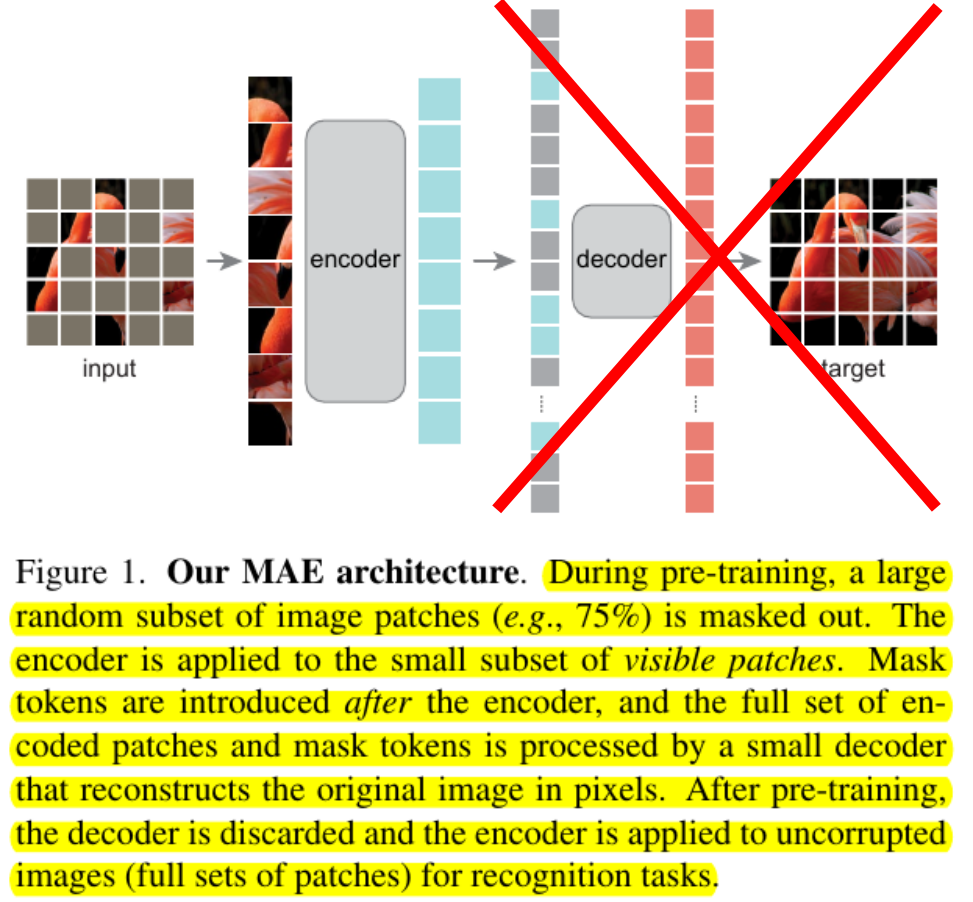 input
encoder
decoder
target
Figure 1. Our MAE architecture. During pre-training, a large
random subset of image patches (e.g., 75%) is masked out. The
encoder is applied to the small subset of visible patches. Mask
tokens are introduced after the encoder, and the full set of en-
coded patches and mask tokens is processed by a small decoder
that reconstructs the original image in pixels. After pre-training,
the decoder is discarded and the encoder is applied to uncorrupted
images (full sets of patches) for recognition tasks.